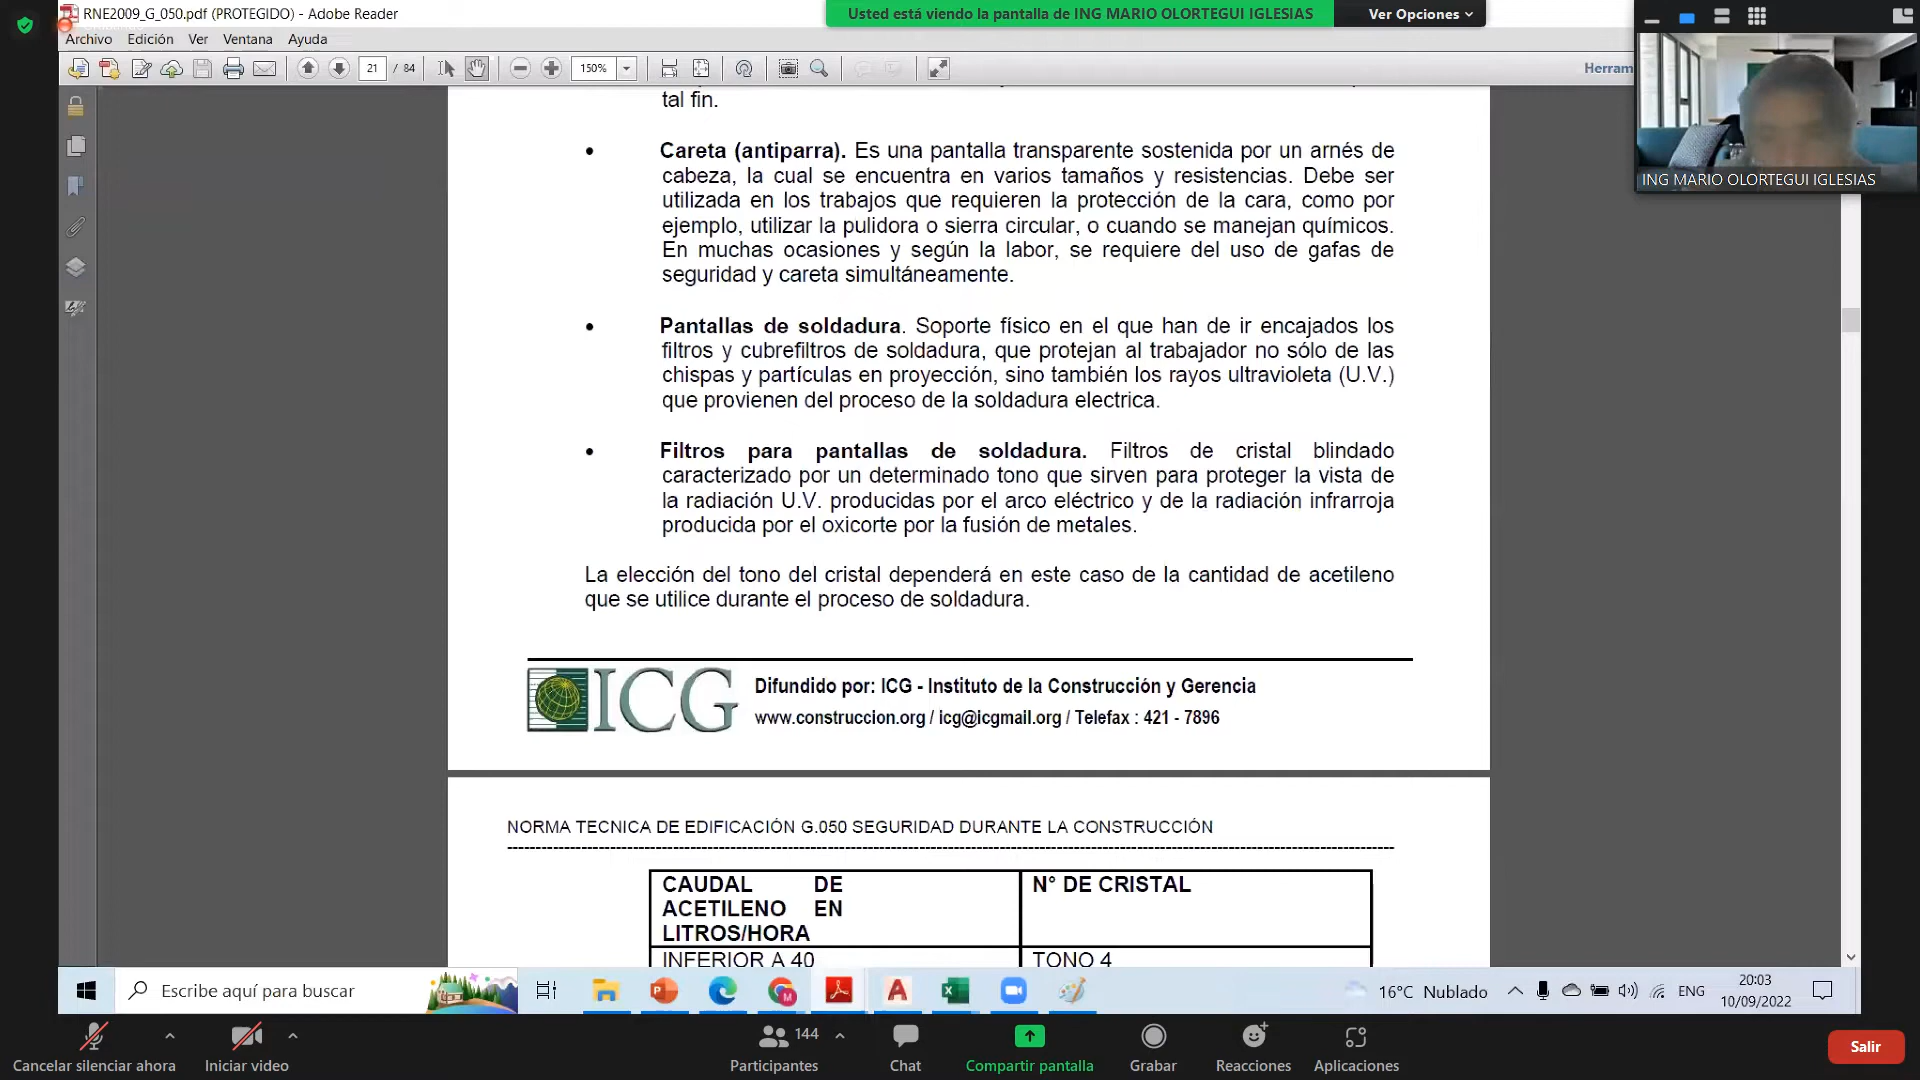 RNE2009_G_050.pdf (PROTEGIDO) - Adobe Reader
Usted está viendo la pantalla de ING MARIO OLORTEGUI IGLESIAS
Ver Opciones
Archivo Edición Ver Ventana Ayuda
21 / 84
150%
Herram
ING MARIO OLORTEGUI IGLESIAS
tal fin.
• Careta (antiparra). Es una pantalla transparente sostenida por un arnés de
cabeza, la cual se encuentra en varios tamaños y resistencias. Debe ser
utilizada en los trabajos que requieren la protección de la cara, como por
ejemplo, utilizar la pulidora o sierra circular, o cuando se manejan químicos.
En muchas ocasiones y según la labor, se requiere del uso de gafas de
seguridad y careta simultáneamente.
• Pantallas de soldadura. Soporte físico en el que han de ir encajados los
filtros y cubrefiltros de soldadura, que protejan al trabajador no sólo de las
chispas y partículas en proyección, sino también los rayos ultravioleta (U.V.)
que provienen del proceso de la soldadura electrica.
• Filtros para pantallas de soldadura. Filtros de cristal blindado
caracterizado por un determinado tono que sirven para proteger la vista de
la radiación U.V. producidas por el arco eléctrico y de la radiación infrarroja
producida por el oxicorte por la fusión de metales.
La elección del tono del cristal dependerá en este caso de la cantidad de acetileno
que se utilice durante el proceso de soldadura.
ICG
Difundido por: ICG - Instituto de la Construcción y Gerencia
www.construccion.org / icg@icgmail.org / Telefax : 421 - 7896
NORMA TECNICA DE EDIFICACIÓN G.050 SEGURIDAD DURANTE LA CONSTRUCCIÓN
CAUDAL DE
ACETILENO EN
LITROS/HORA
N° DE CRISTAL
INFERIOR A 40
TONO 4
Escribe aquí para buscar
16°C Nublado
ENG
20:03
10/09/2022
Cancelar silenciar ahora
Iniciar video
144
Participantes
Chat
Compartir pantalla
Grabar
Reacciones
Aplicaciones
Salir